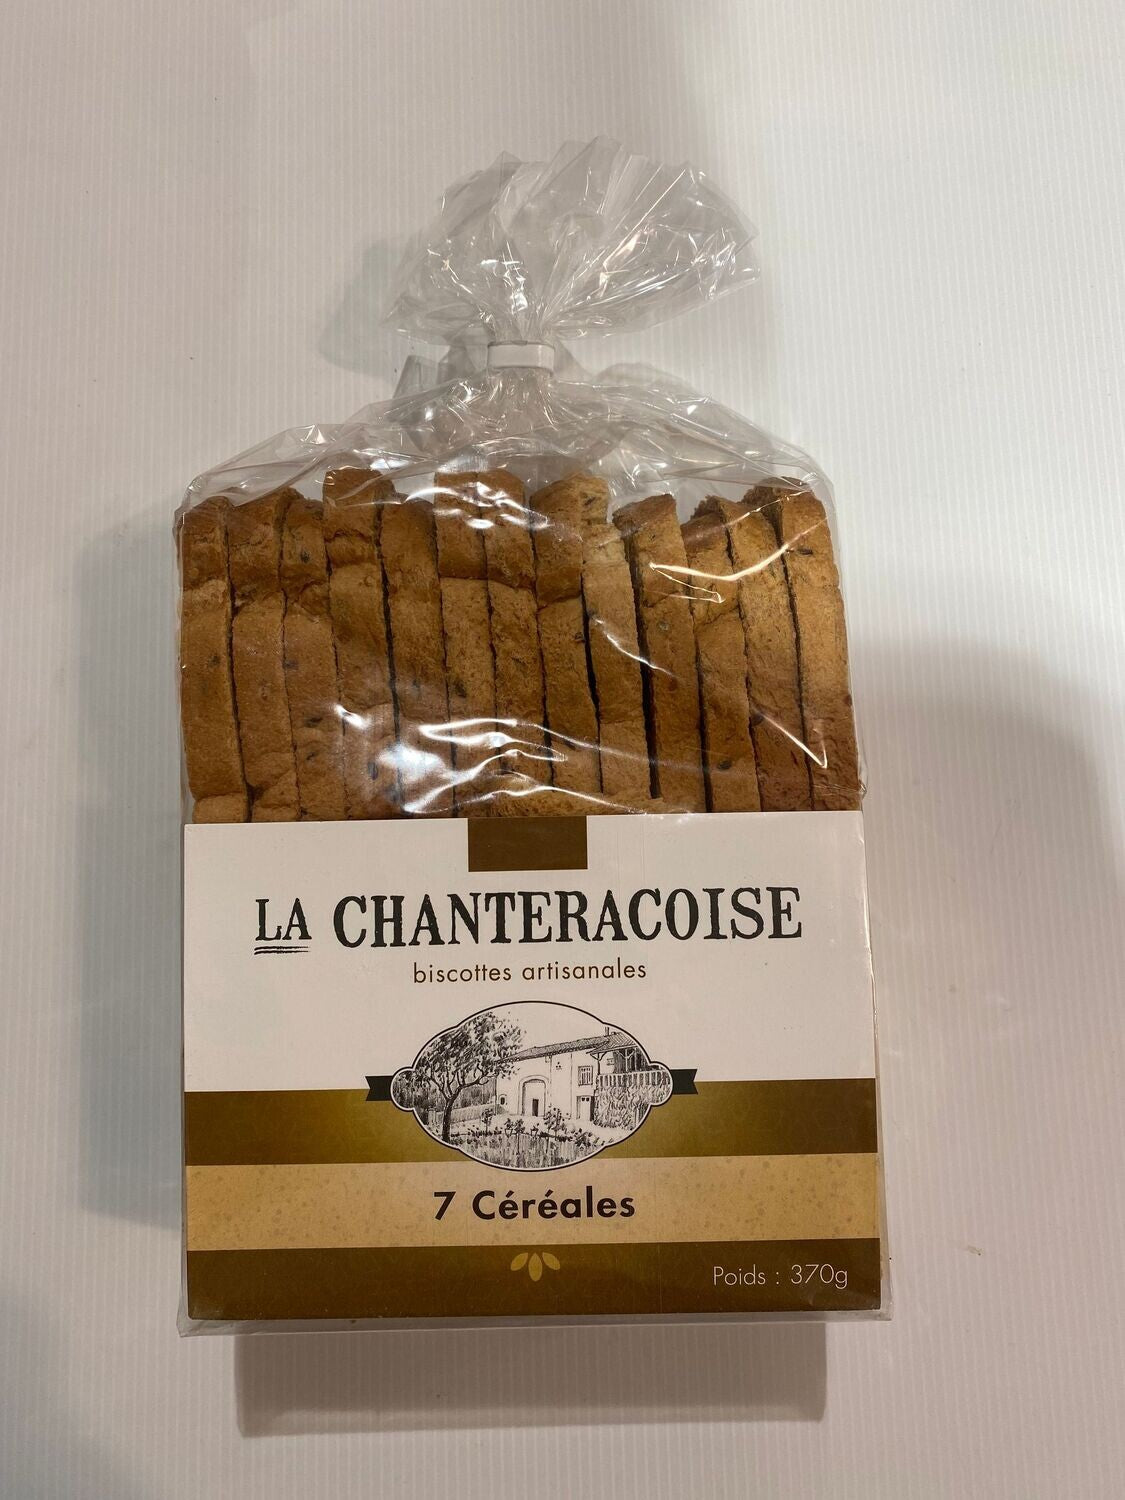 LA CHANTERACOISE
biscottes artisanales
7 Céréales
Poids : 370g